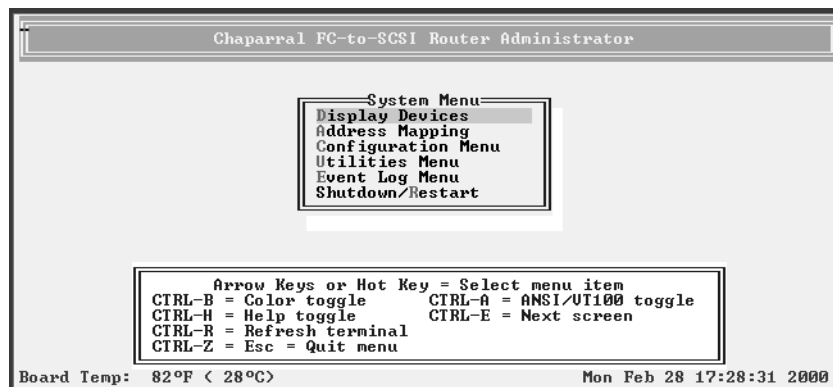 Chaparral FC-to-SCSI Router Administrator
System Menu
Display Devices
Address Mapping
Configuration Menu
Utilities Menu
Event Log Menu
Shutdown/Restart
Arrow Keys or Hot Key = Select menu item
CTRL-B = Color toggle CTRL-A = ANSI/VT100 toggle
CTRL-H = Help toggle CTRL-E = Next screen
CTRL-R = Refresh terminal
CTRL-Z = Esc = Quit menu
Board Temp: 82ºF ( 28ºC) Mon Feb 28 17:28:31 2000